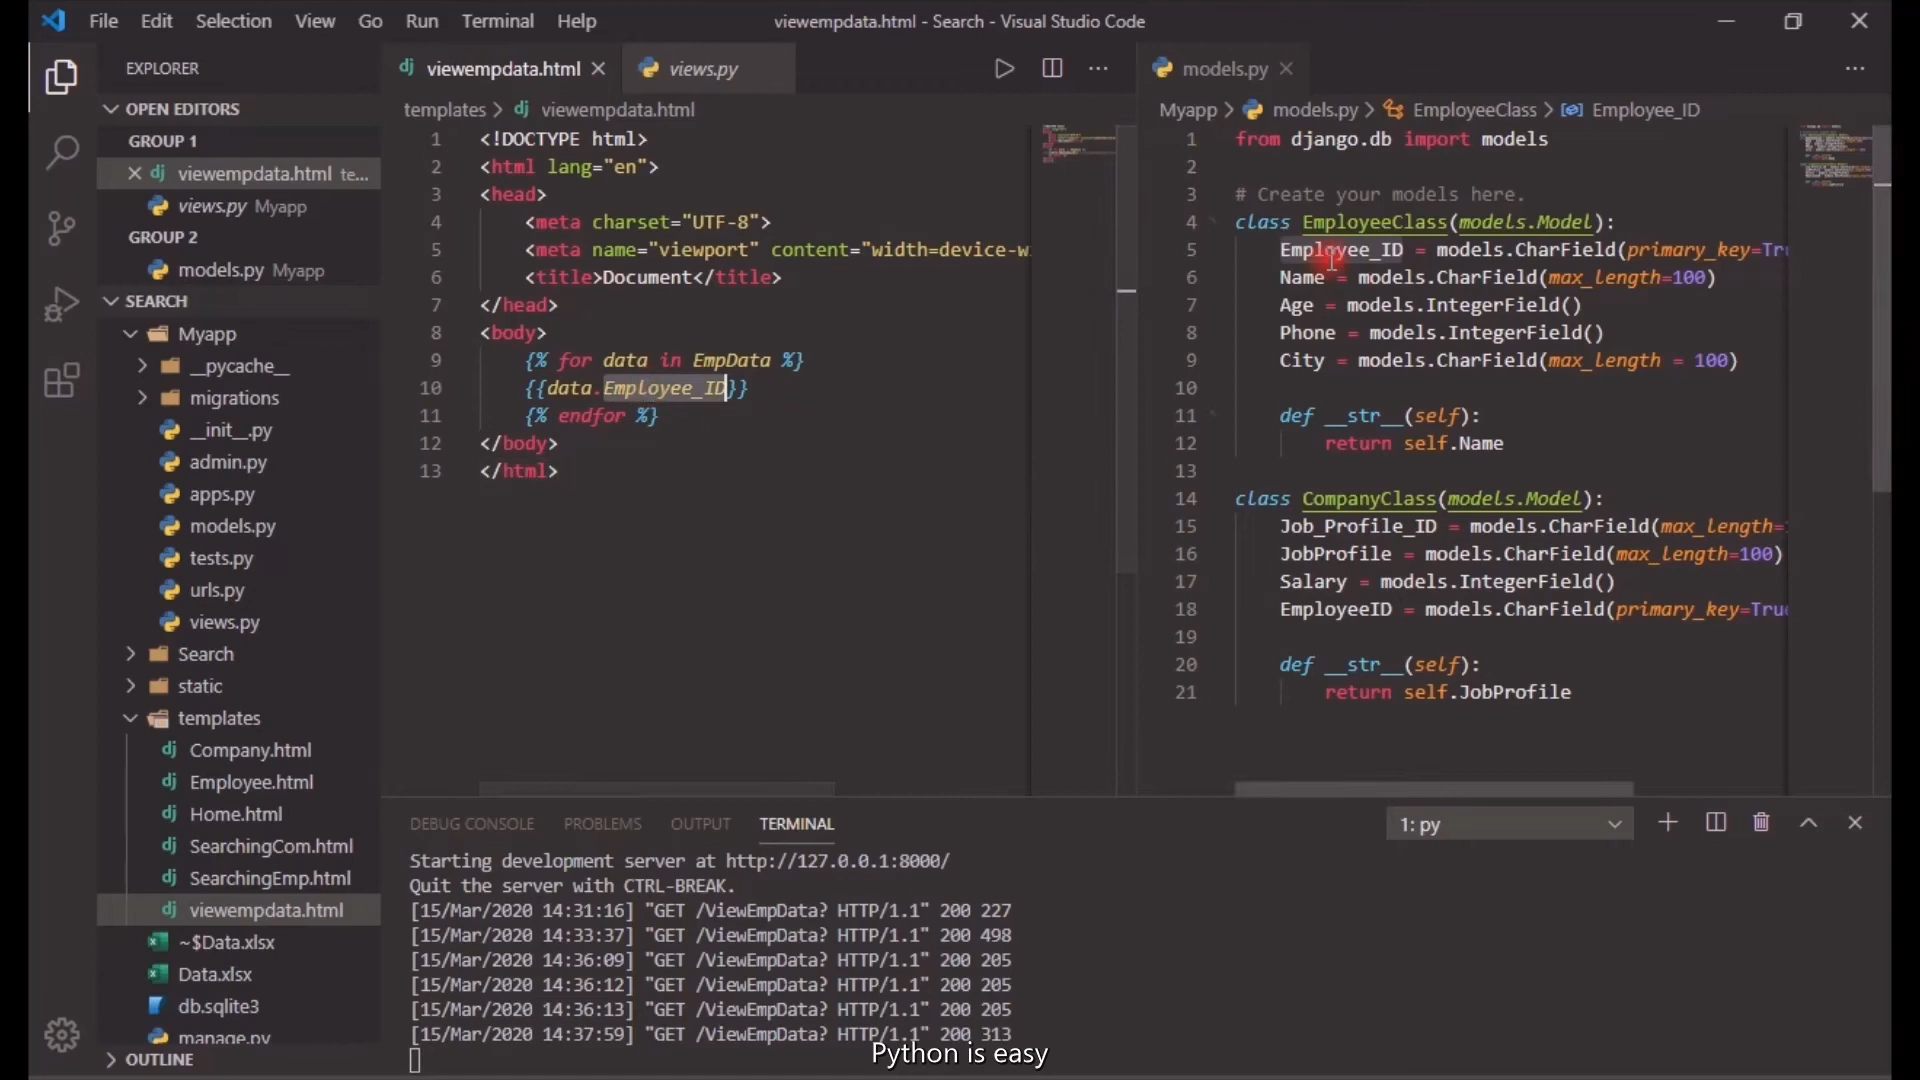 File Edit Selection View Go Run Terminal Help
viewempdata.html - Search - Visual Studio Code
EXPLORER
OPEN EDITORS
GROUP 1
viewempdata.html te...
views.py Myapp
GROUP 2
models.py Myapp
SEARCH
Myapp
__pycache__
migrations
__init__.py
admin.py
apps.py
models.py
tests.py
urls.py
views.py
Search
static
templates
Company.html
Employee.html
Home.html
SearchingCom.html
SearchingEmp.html
viewempdata.html
~$Data.xlsx
Data.xlsx
db.sqlite3
manage.py
OUTLINE
viewempdata.html
views.py
templates > viewempdata.html
1 <!DOCTYPE html>
2 <html lang="en">
3 <head>
4 <meta charset="UTF-8">
5 <meta name="viewport" content="width=device-w
6 <title>Document</title>
7 </head>
8 <body>
9 {% for data in EmpData %}
10 {{data.Employee_ID}}
11 {% endfor %}
12 </body>
13 </html>
models.py
Myapp > models.py > EmployeeClass > Employee_ID
1 from django.db import models
2
3 # Create your models here.
4 class EmployeeClass(models.Model):
5 Employee_ID = models.CharField(primary_key=Tru
6 Name = models.CharField(max_length=100)
7 Age = models.IntegerField()
8 Phone = models.IntegerField()
9 City = models.CharField(max_length = 100)
10
11 def __str__(self):
12 return self.Name
13
14 class CompanyClass(models.Model):
15 Job_Profile_ID = models.CharField(max_length=
16 JobProfile = models.CharField(max_length=100)
17 Salary = models.IntegerField()
18 EmployeeID = models.CharField(primary_key=True
19
20 def __str__(self):
21 return self.JobProfile
DEBUG CONSOLE PROBLEMS OUTPUT TERMINAL
1: py
Starting development server at http://127.0.0.1:8000/
Quit the server with CTRL-BREAK.
[15/Mar/2020 14:31:16] "GET /ViewEmpData? HTTP/1.1" 200 227
[15/Mar/2020 14:33:37] "GET /ViewEmpData? HTTP/1.1" 200 498
[15/Mar/2020 14:36:09] "GET /ViewEmpData? HTTP/1.1" 200 205
[15/Mar/2020 14:36:12] "GET /ViewEmpData? HTTP/1.1" 200 205
[15/Mar/2020 14:36:13] "GET /ViewEmpData? HTTP/1.1" 200 205
[15/Mar/2020 14:37:59] "GET /ViewEmpData? HTTP/1.1" 200 313
Python is easy